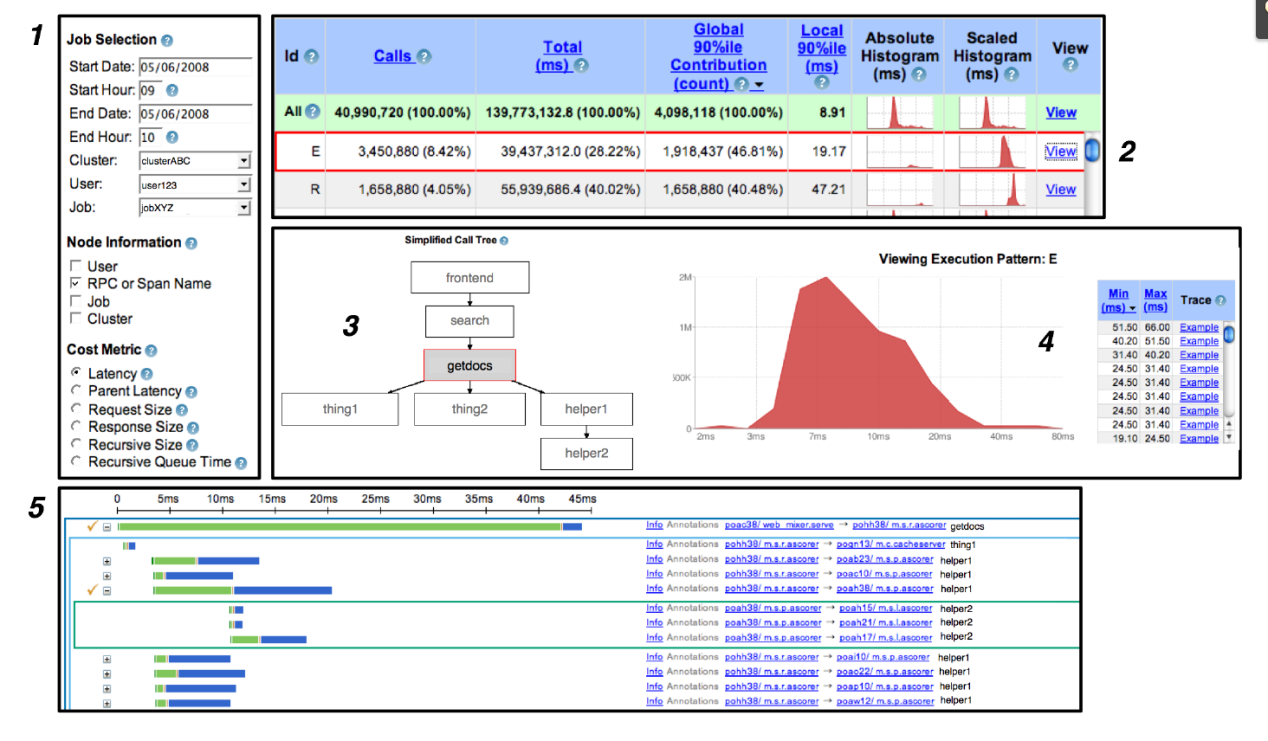 1
Job Selection ?
Start Date: 05/06/2008
Start Hour: 09 ?
End Date: 05/06/2008
End Hour: 10 ?
Cluster: clusterABC
User: user123
Job: jobXYZ
Node Information ?
User
RPC or Span Name
Job
Cluster
Cost Metric ?
Latency ?
Parent Latency ?
Request Size ?
Response Size ?
Recursive Size ?
Recursive Queue Time ?
Id ? Calls ? Total (ms) ? Global 90%ile Contribution (count) ? Local 90%ile (ms) ? Absolute Histogram (ms) ? Scaled Histogram (ms) ? View ?
All ? 40,990,720 (100.00%) 139,773,132.8 (100.00%) 4,098,118 (100.00%) 8.91 View
E 3,450,880 (8.42%) 39,437,312.0 (28.22%) 1,918,437 (46.81%) 19.17 View
R 1,658,880 (4.05%) 55,939,686.4 (40.02%) 1,658,880 (40.48%) 47.21 View
2
3
Simplified Call Tree ?
frontend
search
getdocs
thing1 thing2 helper1
helper2
Viewing Execution Pattern: E
2M
1M
500K
0
2ms 3ms 7ms 10ms 20ms 40ms 80ms
4
Min (ms) Max (ms) Trace ?
51.50 66.00 Example
40.20 51.50 Example
31.40 40.20 Example
24.50 31.40 Example
24.50 31.40 Example
24.50 31.40 Example
24.50 31.40 Example
24.50 31.40 Example
19.10 24.50 Example
5
0 5ms 10ms 15ms 20ms 25ms 30ms 35ms 40ms 45ms
Info Annotations poac38/ web_mixer.serve → pohh38/ m.s.r.ascorer getdocs
Info Annotations pohh38/ m.s.r.ascorer → poqn13/ m.c.cacheserver thing1
Info Annotations pohh38/ m.s.r.ascorer → poab23/ m.s.p.ascorer helper1
Info Annotations pohh38/ m.s.r.ascorer → poac10/ m.s.p.ascorer helper1
Info Annotations pohh38/ m.s.r.ascorer → poah38/ m.s.p.ascorer helper1
Info Annotations poah38/ m.s.p.ascorer → poah15/ m.s.l.ascorer helper2
Info Annotations poah38/ m.s.p.ascorer → poah21/ m.s.l.ascorer helper2
Info Annotations poah38/ m.s.p.ascorer → poah17/ m.s.l.ascorer helper2
Info Annotations pohh38/ m.s.r.ascorer → poai10/ m.s.p.ascorer helper1
Info Annotations pohh38/ m.s.r.ascorer → poao22/ m.s.p.ascorer helper1
Info Annotations pohh38/ m.s.r.ascorer → poap10/ m.s.p.ascorer helper1
Info Annotations pohh38/ m.s.r.ascorer → poaw12/ m.s.p.ascorer helper1